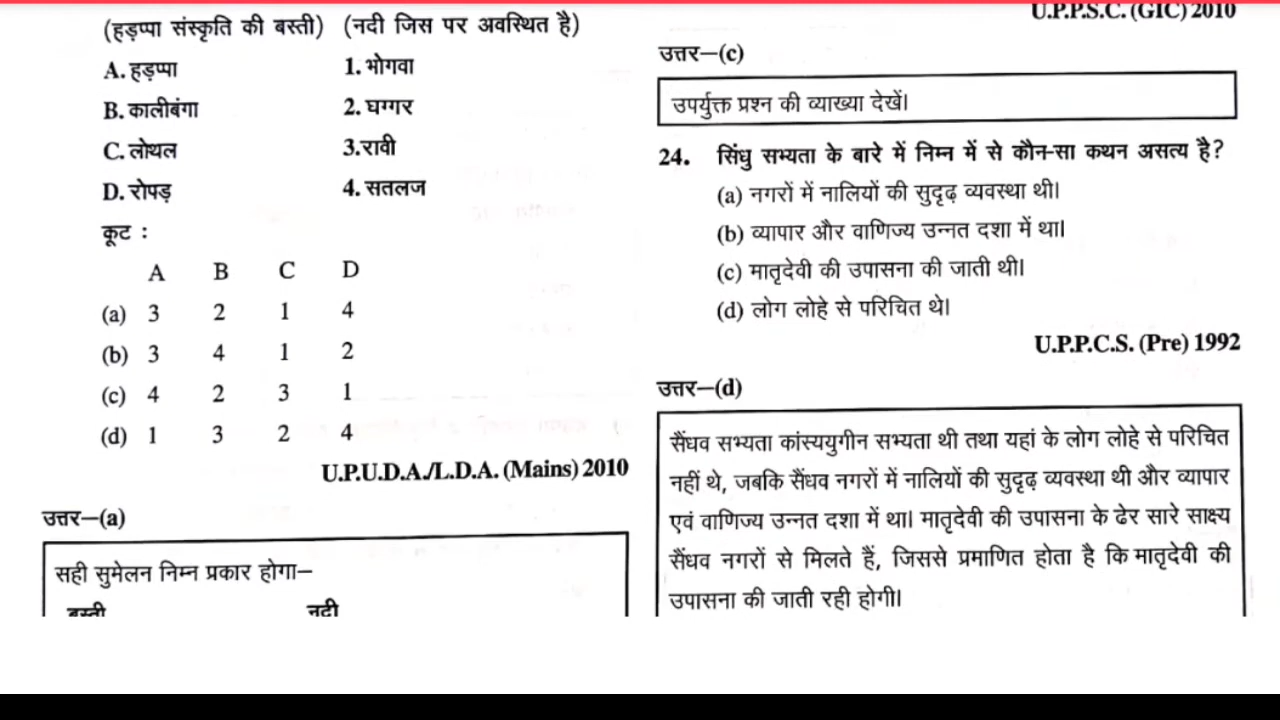 (हड़प्पा संस्कृति की बस्ती) (नदी जिस पर अवस्थित है)
A. हड़प्पा 1. भोगवा
B. कालीबंगा 2. घग्गर
C. लोथल 3.रावी
D. रोपड़ 4. सतलज
कूट :
A B C D
(a) 3 2 1 4
(b) 3 4 1 2
(c) 4 2 3 1
(d) 1 3 2 4
U.P.U.D.A./L.D.A. (Mains) 2010
उत्तर–(a)
सही सुमेलन निम्न प्रकार होगा–
बस्ती नदी
U.P.P.S.C. (GIC) 2010
उत्तर–(c)
उपर्युक्त प्रश्न की व्याख्या देखें।
24. सिंधु सभ्यता के बारे में निम्न में से कौन-सा कथन असत्य है?
(a) नगरों में नालियों की सुदृढ़ व्यवस्था थी।
(b) व्यापार और वाणिज्य उन्नत दशा में था।
(c) मातृदेवी की उपासना की जाती थी।
(d) लोग लोहे से परिचित थे।
U.P.P.C.S. (Pre) 1992
उत्तर–(d)
सैंधव सभ्यता कांस्ययुगीन सभ्यता थी तथा यहां के लोग लोहे से परिचित
नहीं थे, जबकि सैंधव नगरों में नालियों की सुदृढ़ व्यवस्था थी और व्यापार
एवं वाणिज्य उन्नत दशा में था। मातृदेवी की उपासना के ढेर सारे साक्ष्य
सैंधव नगरों से मिलते हैं, जिससे प्रमाणित होता है कि मातृदेवी की
उपासना की जाती रही होगी।